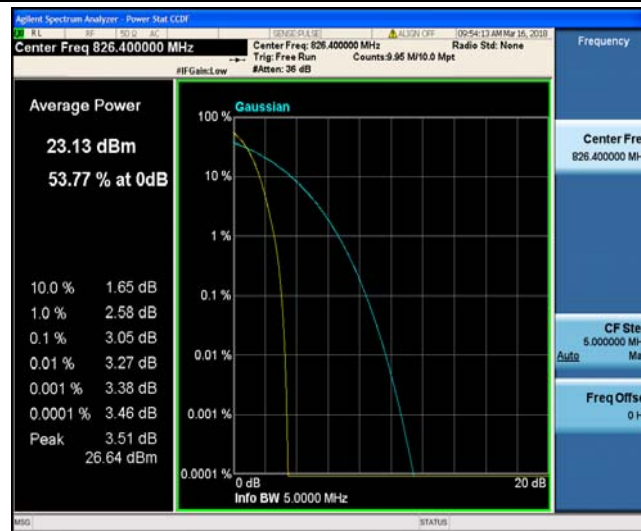 Agilent Spectrum Analyzer - Power Stat CCDF
RL RF 50 Ω AC SENSE:PULSE ALIGN OFF 09:54:13 AM Mar 16, 2018
Center Freq 826.400000 MHz
Center Freq: 826.400000 MHz Radio Std: None
Trig: Free Run Counts:9.95 M/10.0 Mpt
#IFGain:Low #Atten: 36 dB
Frequency
Average Power
23.13 dBm
53.77 % at 0dB
10.0 % 1.65 dB
1.0 % 2.58 dB
0.1 % 3.05 dB
0.01 % 3.27 dB
0.001 % 3.38 dB
0.0001 % 3.46 dB
Peak 3.51 dB
26.64 dBm
Gaussian
100 %
10 %
1 %
0.1 %
0.01 %
0.001 %
0.0001 %
0 dB 20 dB
Info BW 5.0000 MHz
Center Fre
826.400000 MH
CF Ste
5.000000 MH
Auto Ma
Freq Offse
0 H
MSG STATUS